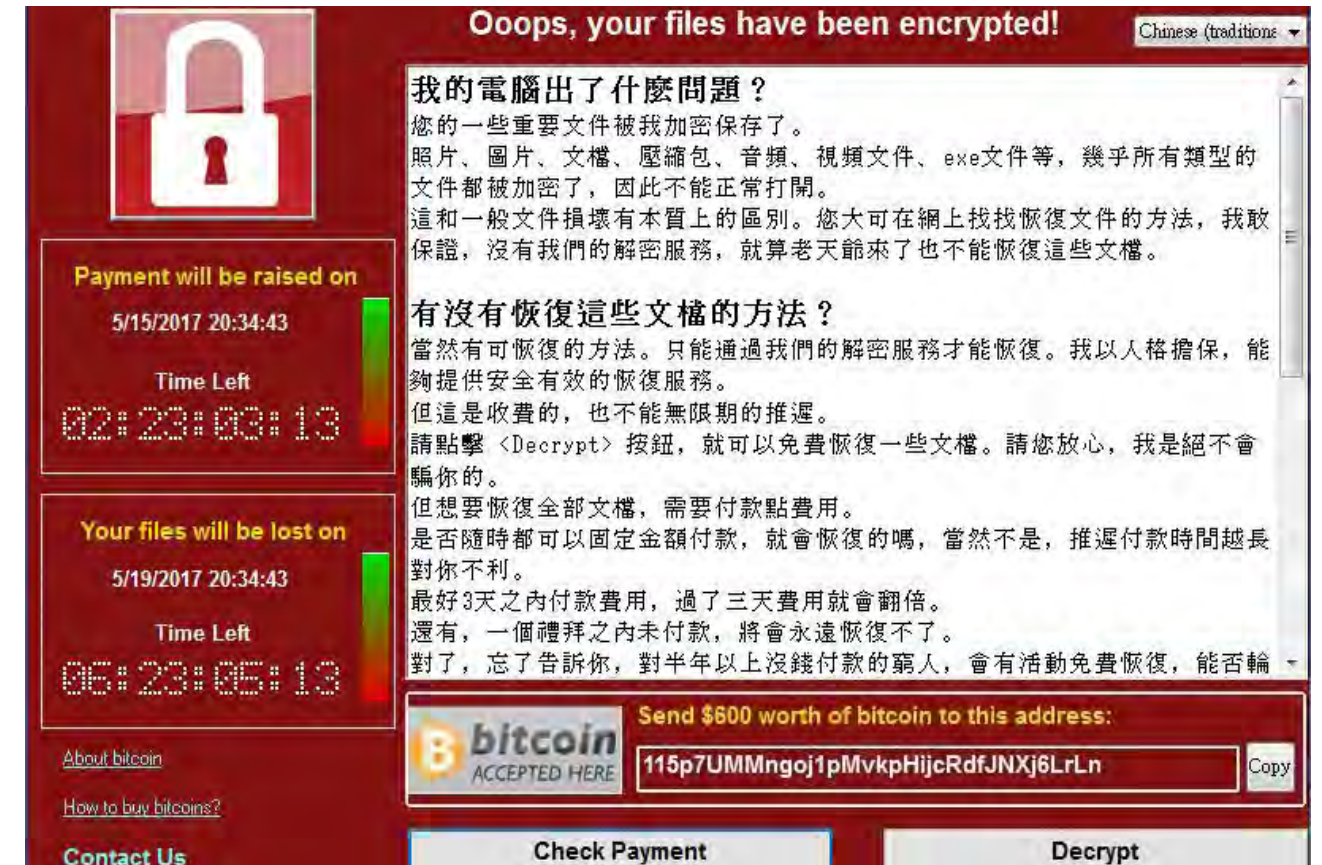 Ooops, your files have been encrypted!
Chinese (traditiona
Payment will be raised on
5/15/2017 20:34:43
Time Left
02:23:03:13
Your files will be lost on
5/19/2017 20:34:43
Time Left
06:23:05:13
About bitcoin
How to buy bitcoins?
Contact Us
我的電腦出了什麼問題？
您的一些重要文件被我加密保存了。
照片、圖片、文檔、壓縮包、音頻、視頻文件、exe文件等，幾乎所有類型的
文件都被加密了，因此不能正常打開。
這和一般文件損壞有本質上的區別。您大可在網上找找恢復文件的方法，我敢
保證，沒有我們的解密服務，就算老天爺來了也不能恢復這些文檔。
有沒有恢復這些文檔的方法？
當然有可恢復的方法。只能通過我們的解密服務才能恢復。我以人格擔保，能
夠提供安全有效的恢復服務。
但這是收費的，也不能無限期的推遲。
請點擊 <Decrypt> 按鈕，就可以免費恢復一些文檔。請您放心，我是絕不會
騙你的。
但想要恢復全部文檔，需要付款點費用。
是否隨時都可以固定金額付款，就會恢復的嗎，當然不是，推遲付款時間越長
對你不利。
最好3天之內付款費用，過了三天費用就會翻倍。
還有，一個禮拜之內未付款，將會永遠恢復不了。
對了，忘了告訴你，對半年以上沒錢付款的窮人，會有活動免費恢復，能否輪
bitcoin
ACCEPTED HERE
Send $600 worth of bitcoin to this address:
115p7UMMngoj1pMvkpHijcRdfJNXj6LrLn
Copy
Check Payment
Decrypt